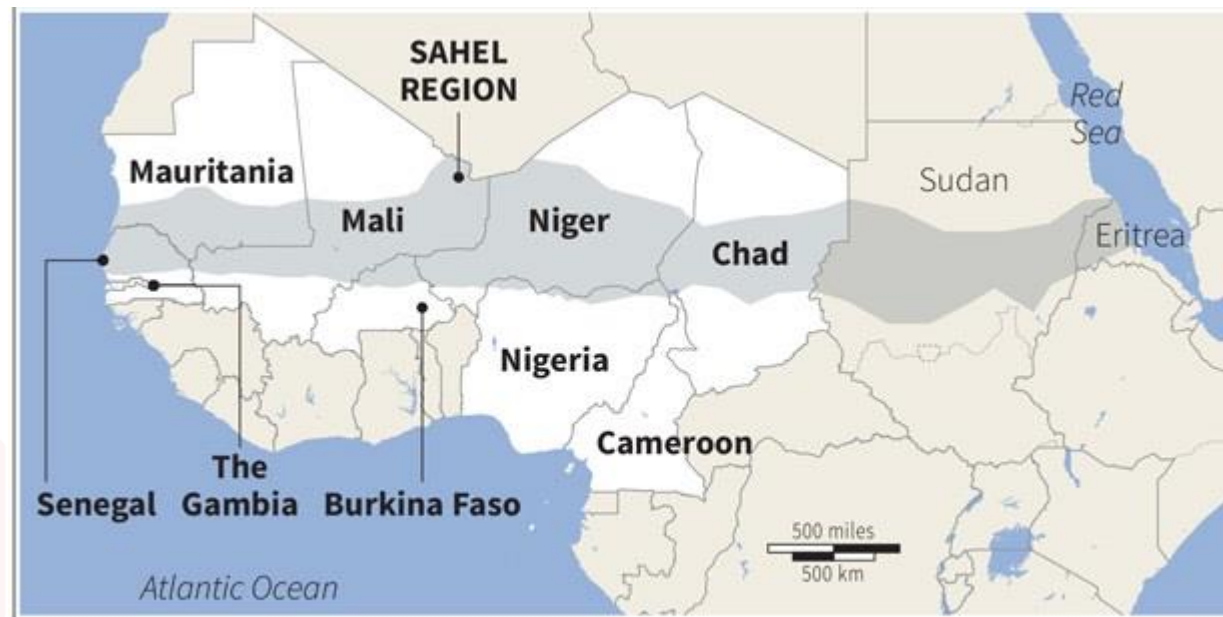 SAHEL
REGION
Red
Sea
Mauritania
Sudan
Mali
Niger
Chad
Eritrea
Nigeria
Cameroon
The
Senegal Gambia Burkina Faso
500 miles
500 km
Atlantic Ocean